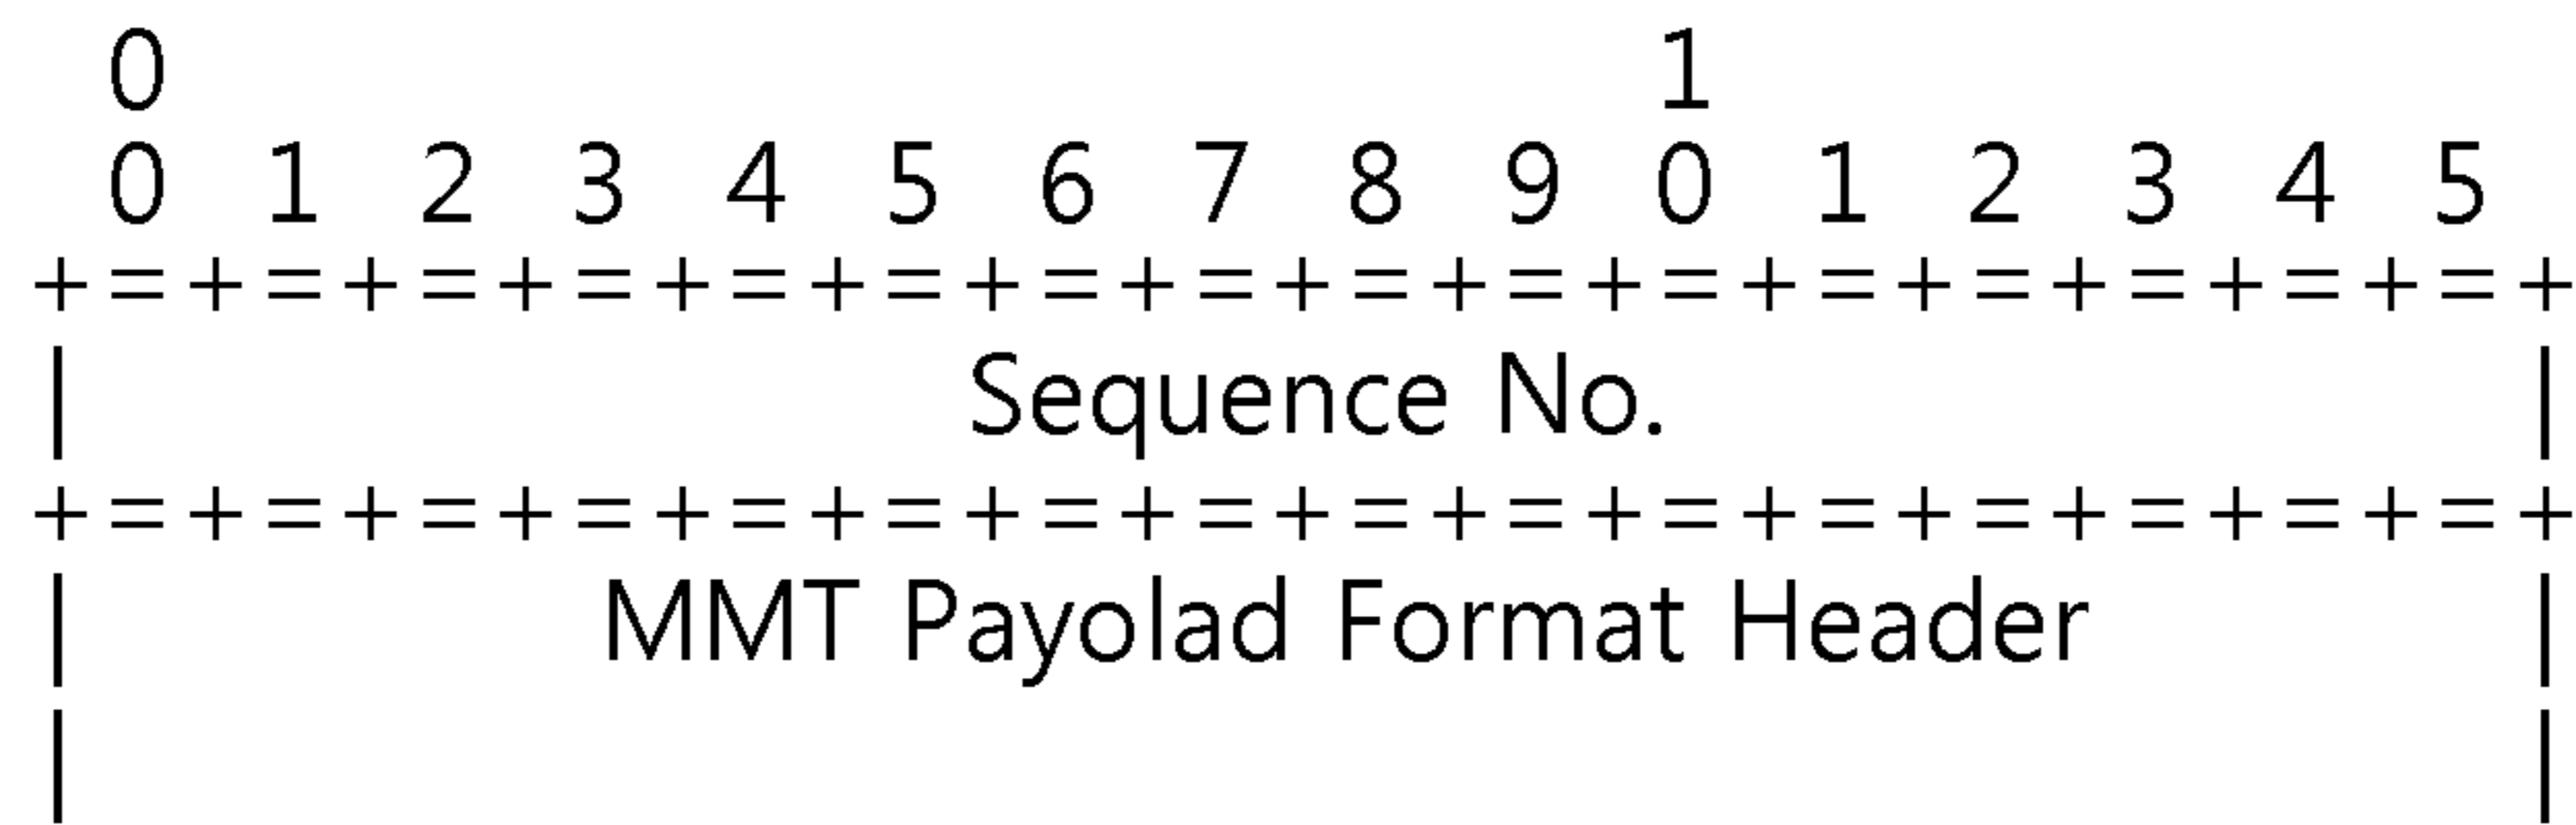 0 1
0 1 2 3 4 5 6 7 8 9 0 1 2 3 4 5
+=+=+=+=+=+=+=+=+=+=+=+=+=+=+=+=+
| Sequence No. |
+=+=+=+=+=+=+=+=+=+=+=+=+=+=+=+=+
| MMT Payolad Format Header |
| |